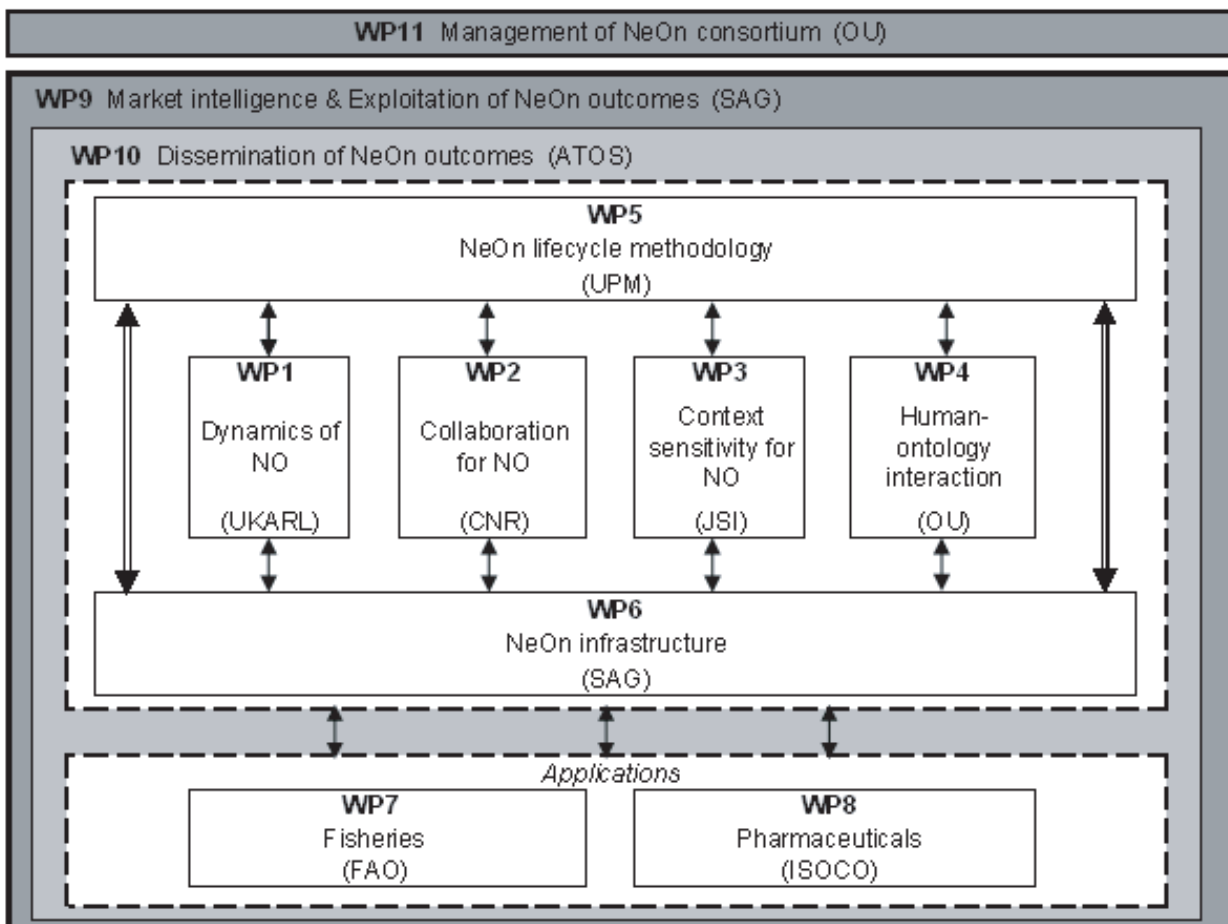 WP11 Management of NeOn consortium (OU)
WP9 Market intelligence & Exploitation of NeOn outcomes (SAG)
WP10 Dissemination of NeOn outcomes (ATOS)
WP5
NeOn lifecycle methodology
(UPM)
WP1
Dynamics of
NO
(UKARL)
WP2
Collaboration
for NO
(CNR)
WP3
Context
sensitivity for
NO
(JSI)
WP4
Human-
ontology
interaction
(OU)
WP6
NeOn infrastructure
(SAG)
Applications
WP7
Fisheries
(FAO)
WP8
Pharmaceuticals
(ISOCO)